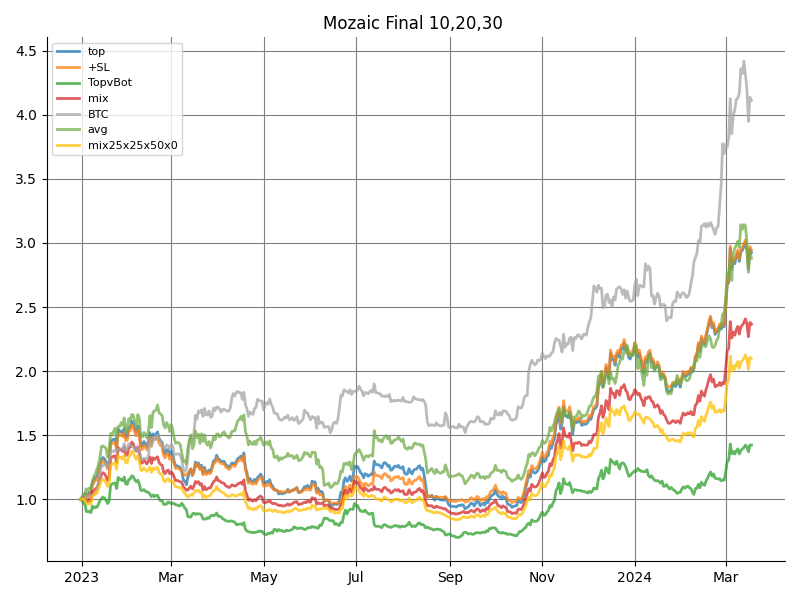 Mozaic Final 10,20,30
top
+SL
TopvBot
mix
BTC
avg
mix25x25x50x0
4.5
4.0
3.5
3.0
2.5
2.0
1.5
1.0
2023 Mar May Jul Sep Nov 2024 Mar